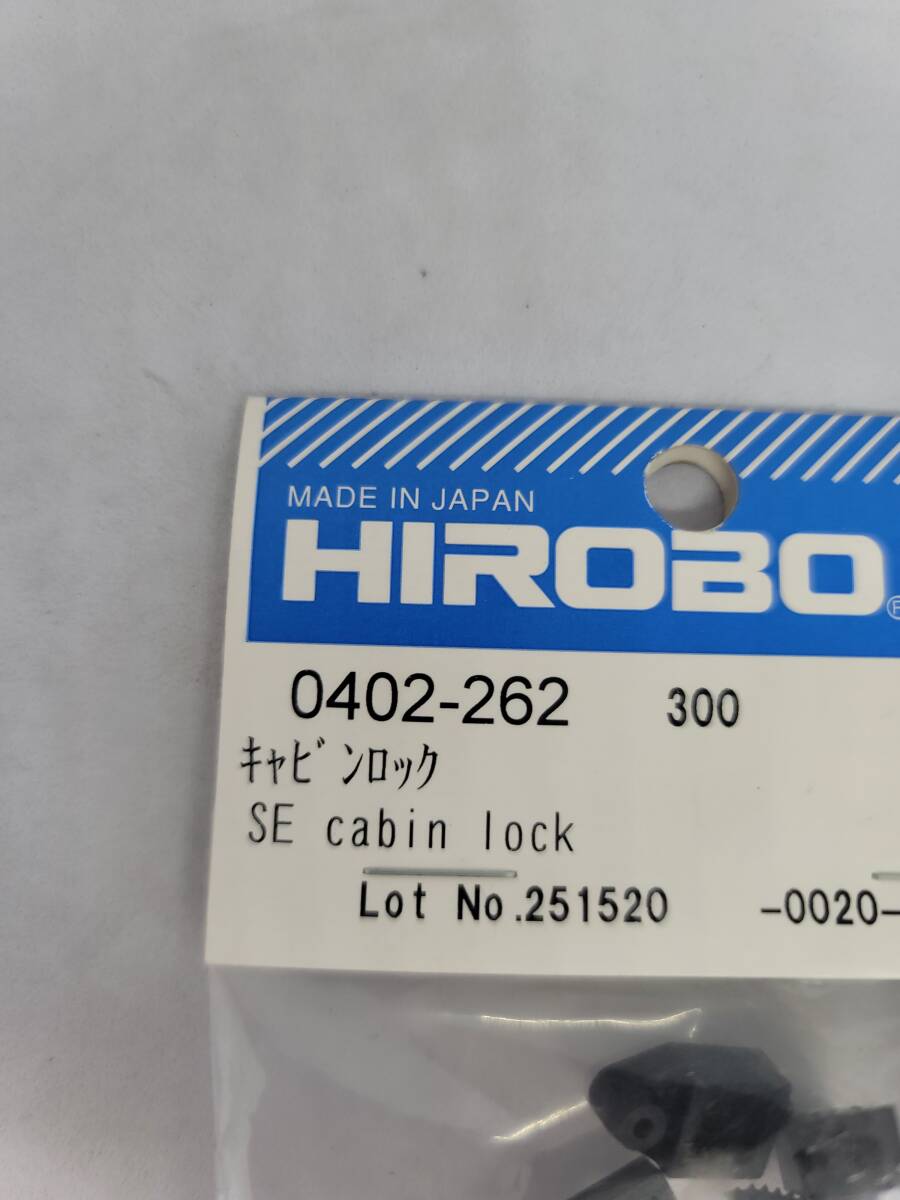 MADE IN JAPAN
HIROBO
0402-262 300
ｷｬﾋﾞﾝﾛｯｸ
SE cabin lock
Lot No.251520 -0020-